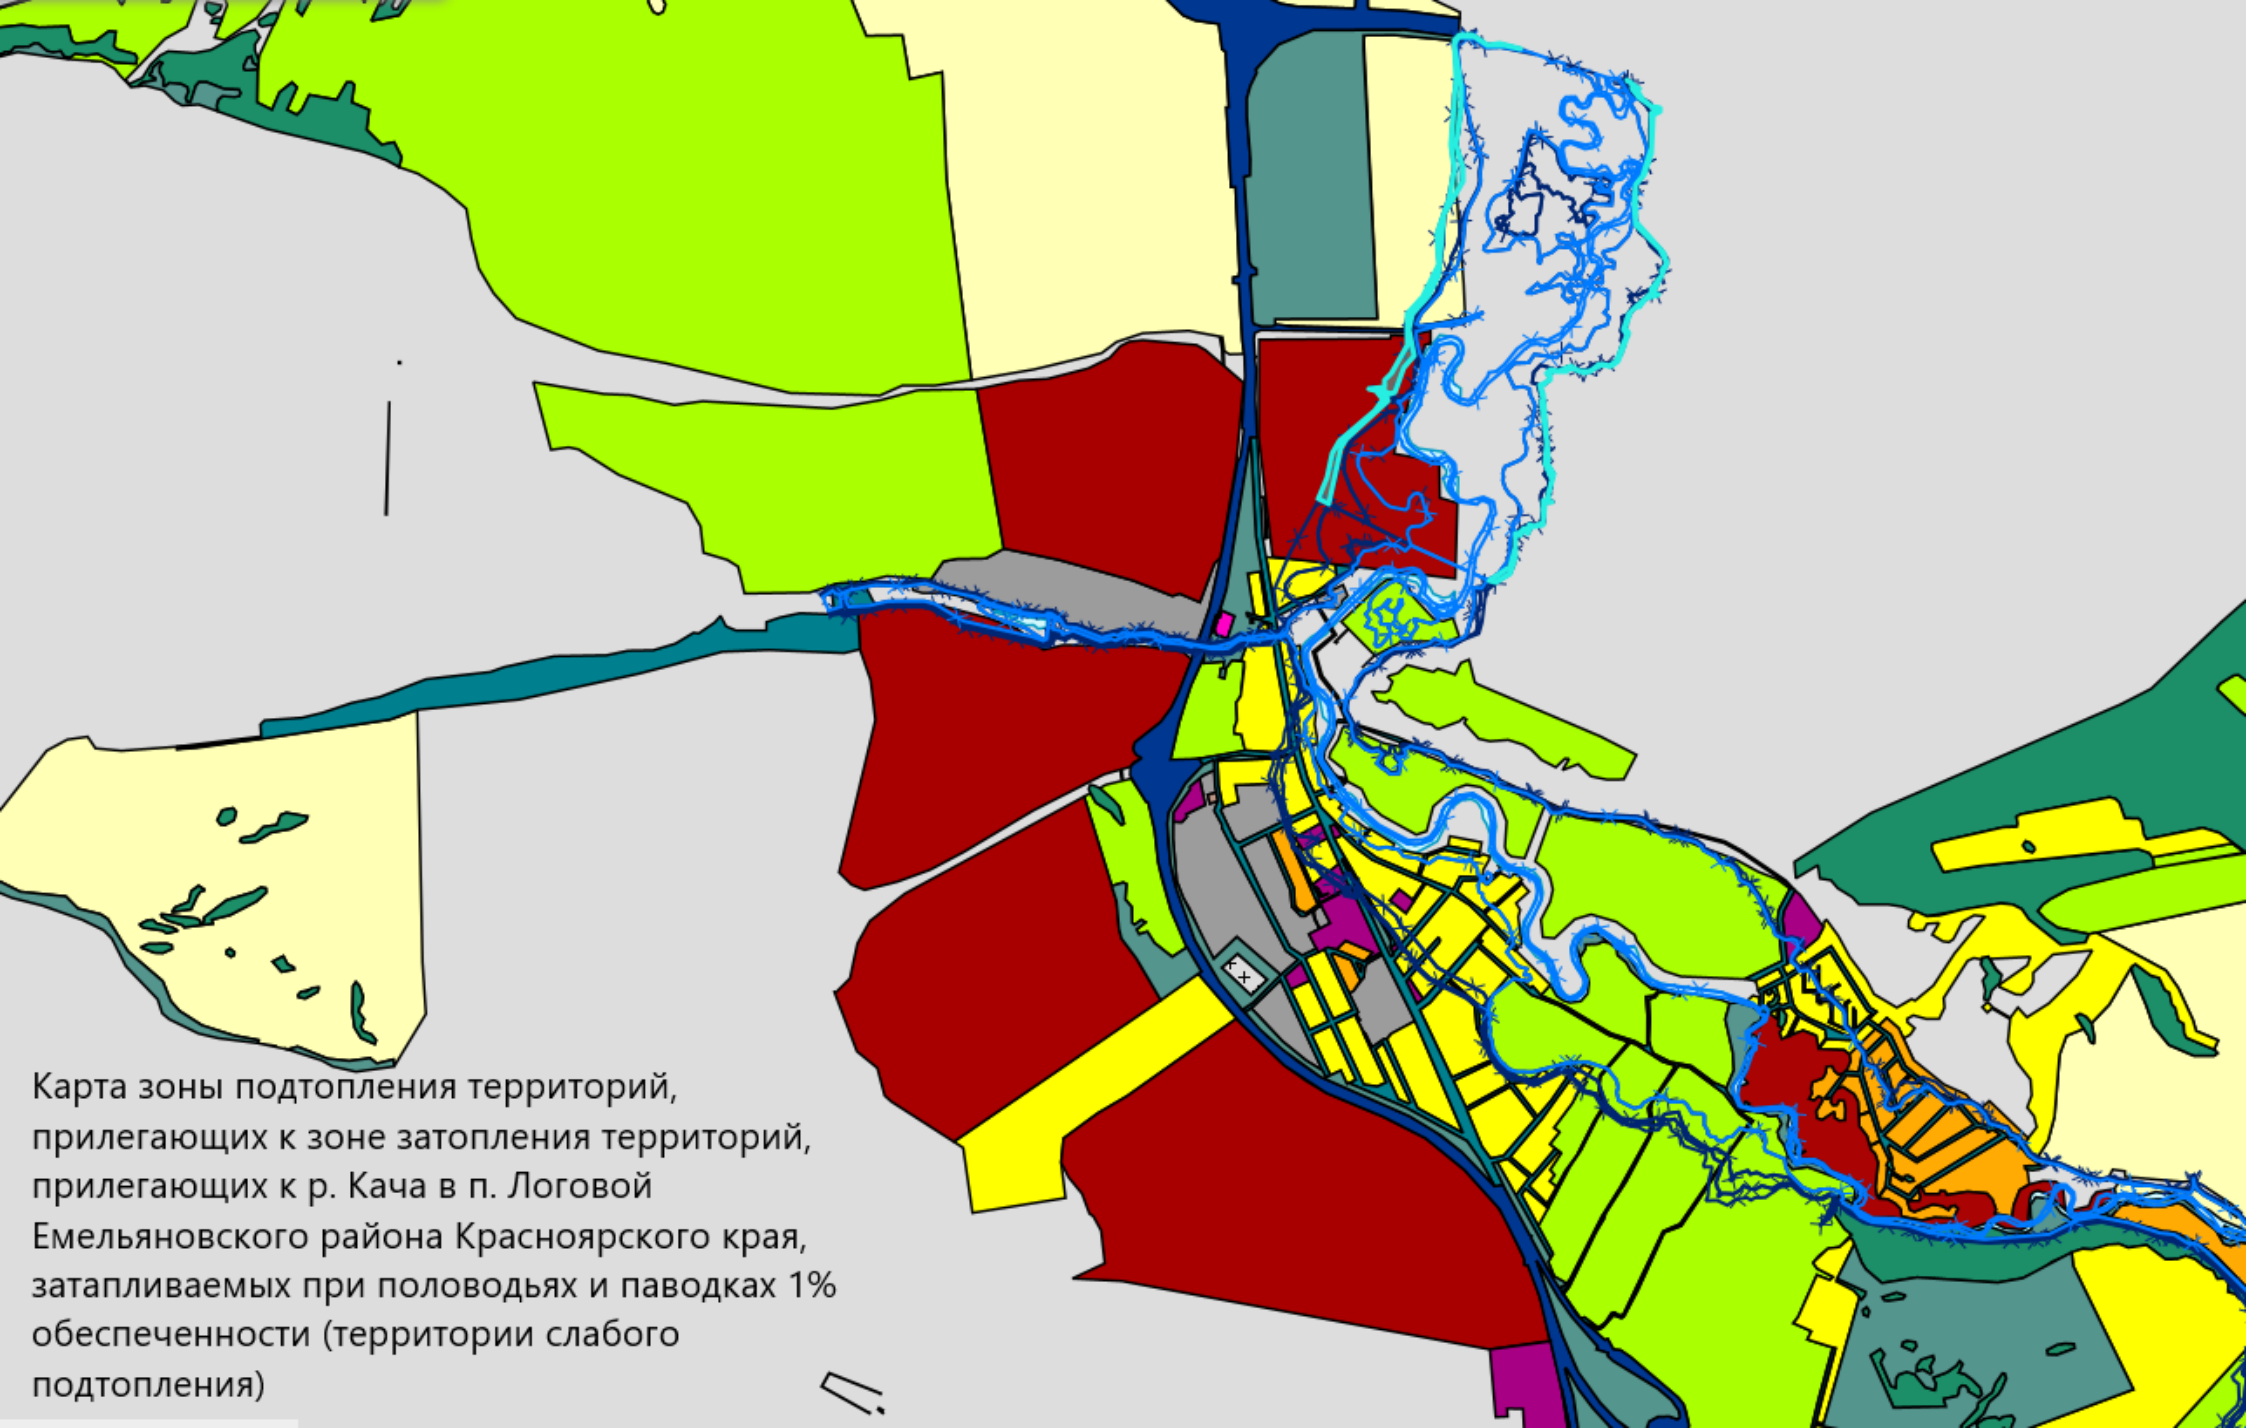 Карта зоны подтопления территорий,
прилегающих к зоне затопления территорий,
прилегающих к р. Кача в п. Логовой
Емельяновского района Красноярского края,
затапливаемых при половодьях и паводках 1%
обеспеченности (территории слабого
подтопления)